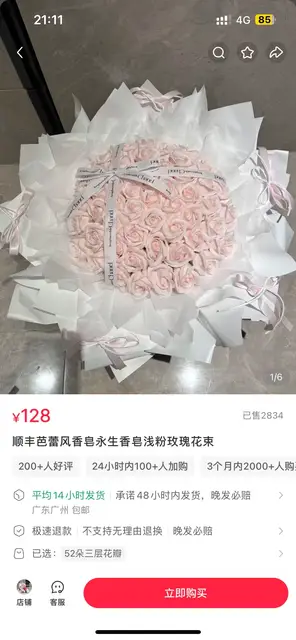 21:11
4G 85
1/6
¥128
已售2834
顺丰芭蕾风香皂永生香皂浅粉玫瑰花束
200+人好评 24小时内100+人加购 3个月内2000+人购
平均14小时发货 承诺48小时内发货，晚发必赔
广东广州 包邮
极速退款 不支持无理由退换 晚发必赔
已选： 52朵三层花瓣
店铺 客服 立即购买